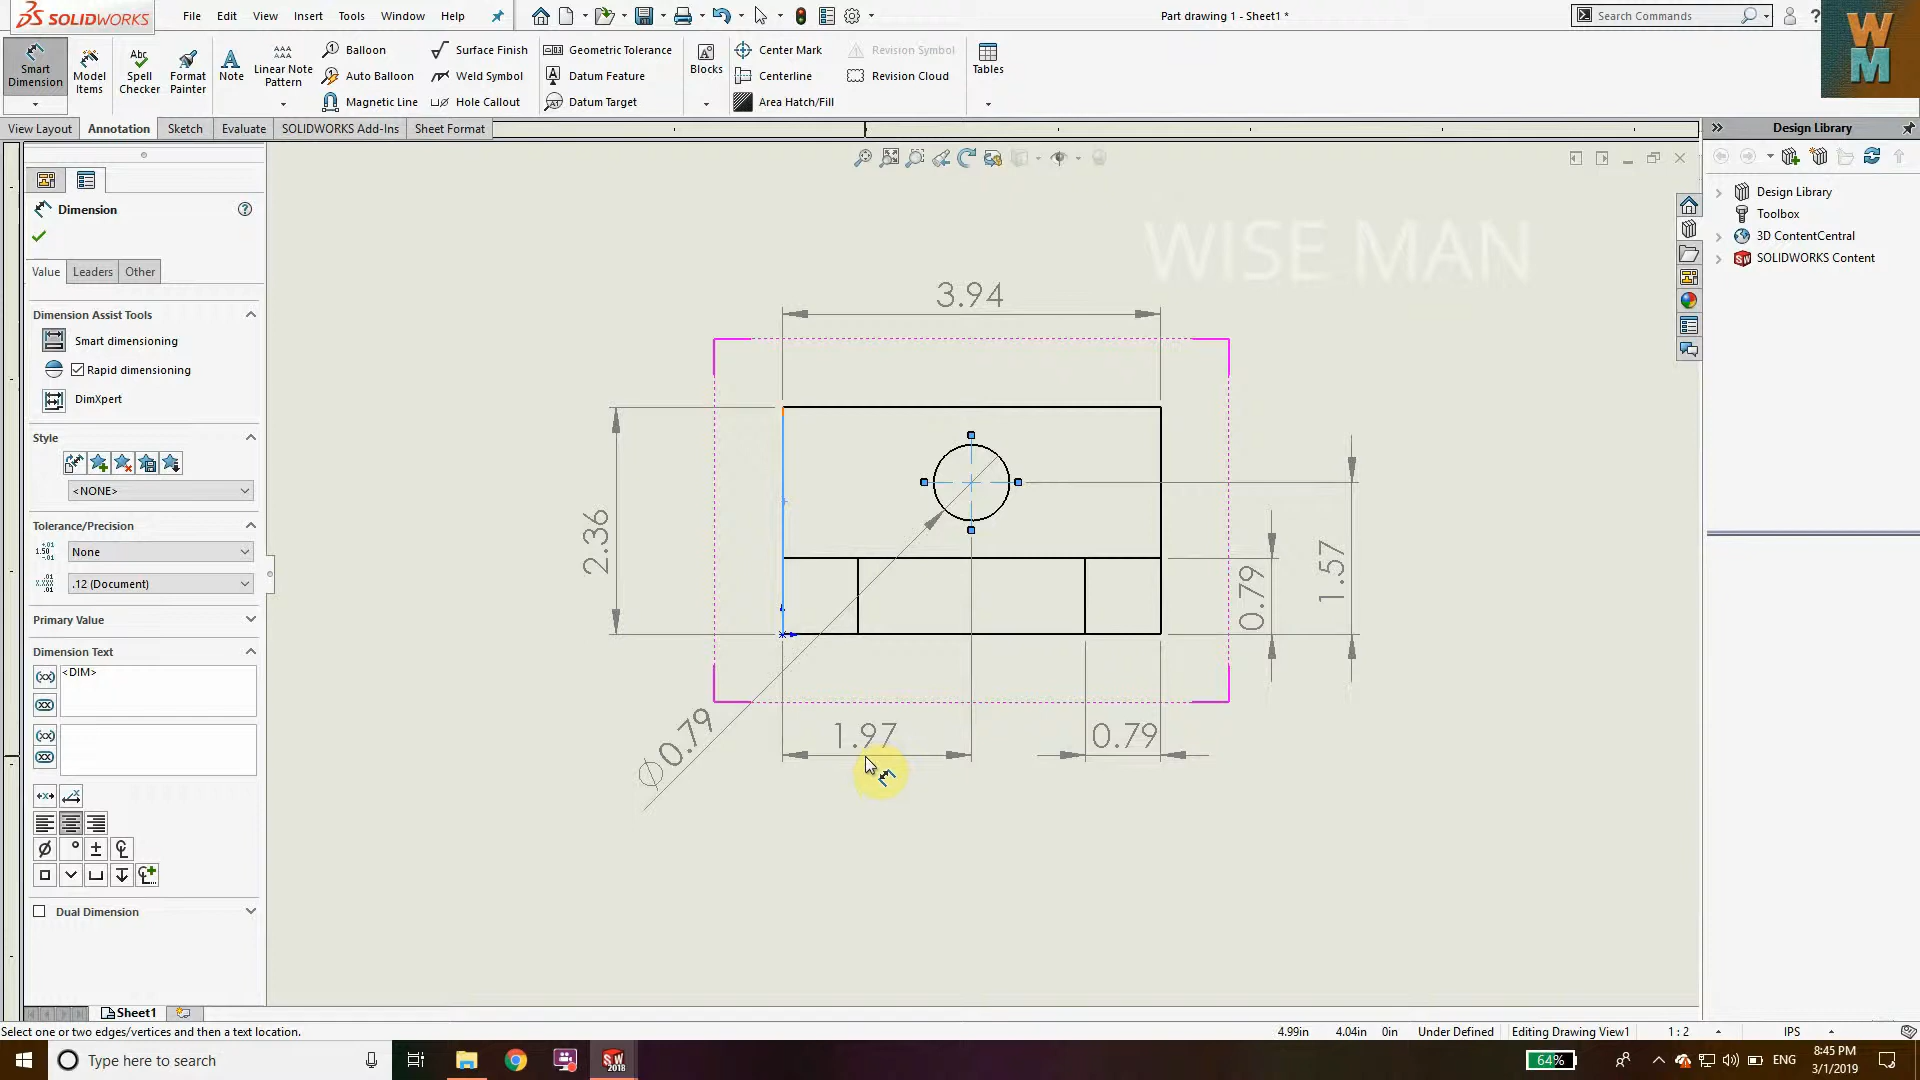 SOLIDWORKS File Edit View Insert Tools Window Help Part drawing 1 - Sheet1 * Search Commands ?
WM
Smart Dimension Model Items Spell Checker Format Painter Note Linear Note Pattern Balloon Auto Balloon Magnetic Line Surface Finish Weld Symbol Hole Callout Geometric Tolerance Datum Feature Datum Target Blocks Center Mark Centerline Area Hatch/Fill Revision Symbol Revision Cloud Tables
View Layout Annotation Sketch Evaluate SOLIDWORKS Add-Ins Sheet Format
Design Library
Design Library
Toolbox
3D ContentCentral
SOLIDWORKS Content
Dimension
Value Leaders Other
Dimension Assist Tools
Smart dimensioning
Rapid dimensioning
DimXpert
Style
<NONE>
Tolerance/Precision
None
.12 (Document)
Primary Value
Dimension Text
<DIM>
Dual Dimension
WISE MAN
3.94
2.36
1.57
0.79
1.97
0.79
Ø0.79
Sheet1
Select one or two edges/vertices and then a text location. 4.99in 4.04in 0in Under Defined Editing Drawing View1 1 : 2 IPS
Type here to search
SW 2018
64%
ENG
8:45 PM
3/1/2019